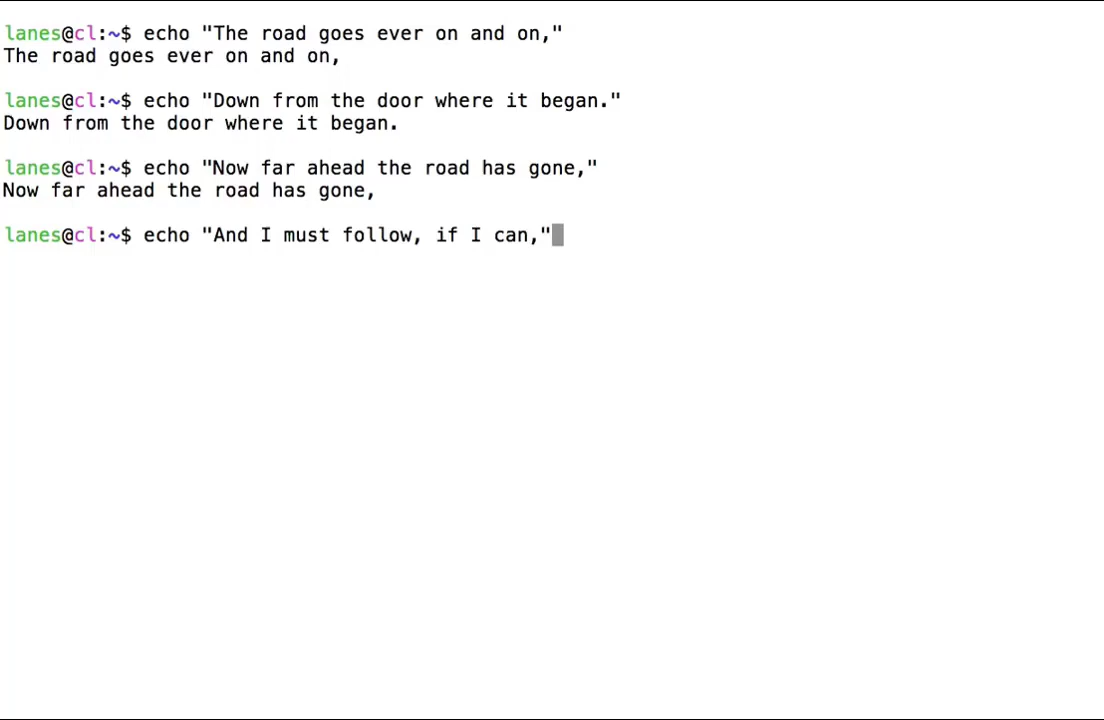 lanes@cl:~$ echo "The road goes ever on and on,"
The road goes ever on and on,
lanes@cl:~$ echo "Down from the door where it began."
Down from the door where it began.
lanes@cl:~$ echo "Now far ahead the road has gone,"
Now far ahead the road has gone,
lanes@cl:~$ echo "And I must follow, if I can,"